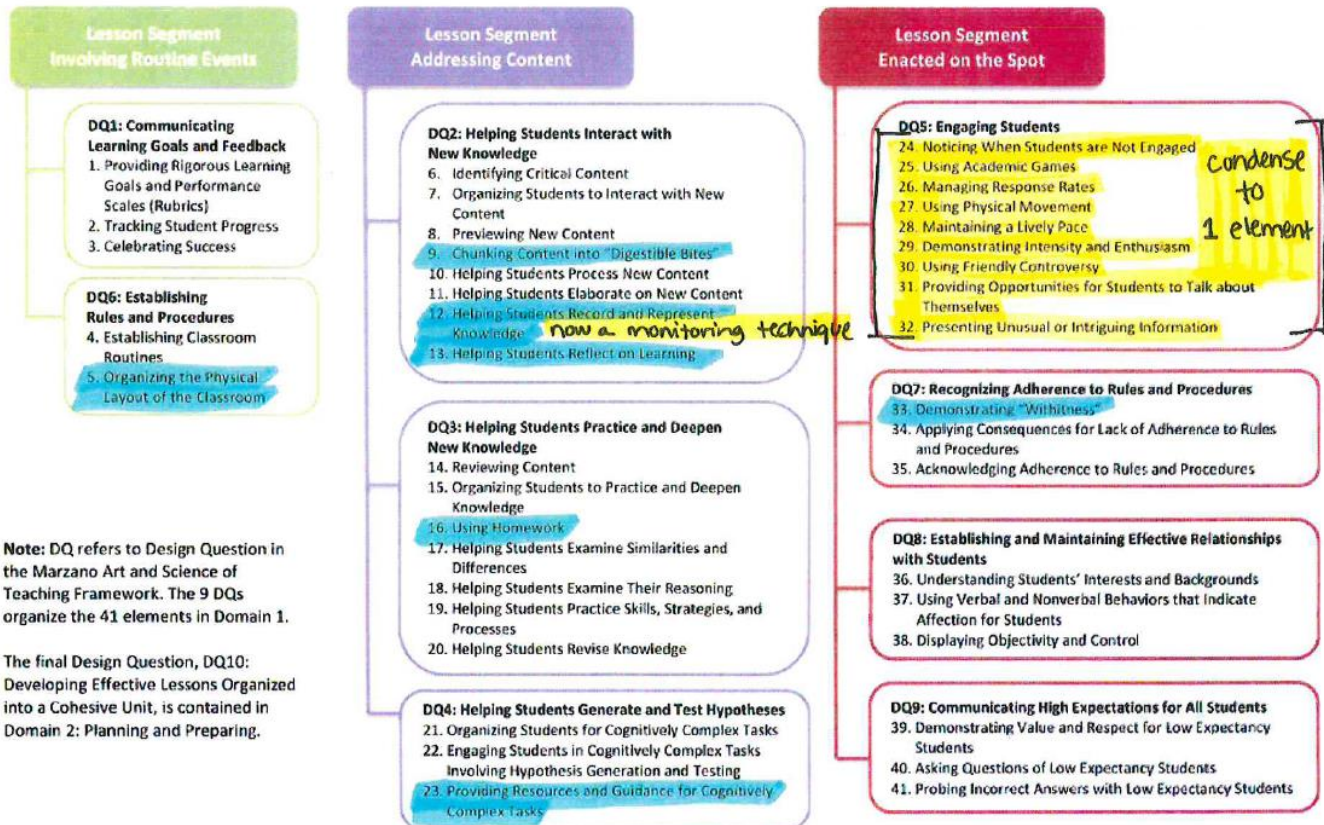 Lesson Segment
Involving Routine Events
DQ1: Communicating
Learning Goals and Feedback
1. Providing Rigorous Learning
Goals and Performance
Scales (Rubrics)
2. Tracking Student Progress
3. Celebrating Success
DQ6: Establishing
Rules and Procedures
4. Establishing Classroom
Routines
5. Organizing the Physical
Layout of the Classroom
Note: DQ refers to Design Question in
the Marzano Art and Science of
Teaching Framework. The 9 DQs
organize the 41 elements in Domain 1.
The final Design Question, DQ10:
Developing Effective Lessons Organized
into a Cohesive Unit, is contained in
Domain 2: Planning and Preparing.
Lesson Segment
Addressing Content
DQ2: Helping Students Interact with
New Knowledge
6. Identifying Critical Content
7. Organizing Students to Interact with New
Content
8. Previewing New Content
9. Chunking Content into "Digestible Bites"
10. Helping Students Process New Content
11. Helping Students Elaborate on New Content
12. Helping Students Record and Represent
Knowledge now a monitoring technique
13. Helping Students Reflect on Learning
DQ3: Helping Students Practice and Deepen
New Knowledge
14. Reviewing Content
15. Organizing Students to Practice and Deepen
Knowledge
16. Using Homework
17. Helping Students Examine Similarities and
Differences
18. Helping Students Examine Their Reasoning
19. Helping Students Practice Skills, Strategies, and
Processes
20. Helping Students Revise Knowledge
DQ4: Helping Students Generate and Test Hypotheses
21. Organizing Students for Cognitively Complex Tasks
22. Engaging Students in Cognitively Complex Tasks
Involving Hypothesis Generation and Testing
23. Providing Resources and Guidance for Cognitively
Complex Tasks
Lesson Segment
Enacted on the Spot
DQ5: Engaging Students
24. Noticing When Students are Not Engaged
25. Using Academic Games
26. Managing Response Rates
27. Using Physical Movement
28. Maintaining a Lively Pace
29. Demonstrating Intensity and Enthusiasm
30. Using Friendly Controversy
31. Providing Opportunities for Students to Talk about
Themselves
32. Presenting Unusual or Intriguing Information
condense
to
1 element
DQ7: Recognizing Adherence to Rules and Procedures
33. Demonstrating "Withitness"
34. Applying Consequences for Lack of Adherence to Rules
and Procedures
35. Acknowledging Adherence to Rules and Procedures
DQ8: Establishing and Maintaining Effective Relationships
with Students
36. Understanding Students' Interests and Backgrounds
37. Using Verbal and Nonverbal Behaviors that Indicate
Affection for Students
38. Displaying Objectivity and Control
DQ9: Communicating High Expectations for All Students
39. Demonstrating Value and Respect for Low Expectancy
Students
40. Asking Questions of Low Expectancy Students
41. Probing Incorrect Answers with Low Expectancy Students